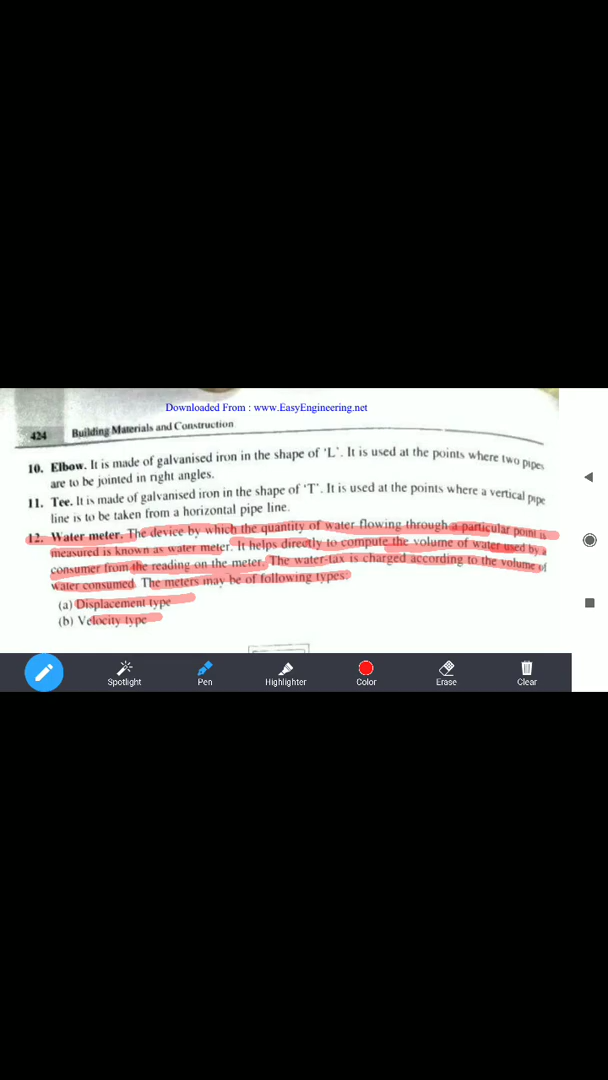 Downloaded From : www.EasyEngineering.net
424 Building Materials and Construction
10. Elbow. It is made of galvanised iron in the shape of ‘L’. It is used at the points where two pipes
are to be jointed in right angles.
11. Tee. It is made of galvanised iron in the shape of ‘T’. It is used at the points where a vertical pipe
line is to be taken from a horizontal pipe line.
12. Water meter. The device by which the quantity of water flowing through a particular point is
measured is known as water meter. It helps directly to compute the volume of water used by a
consumer from the reading on the meter. The water-tax is charged according to the volume of
water consumed. The meters may be of following types:
(a) Displacement type
(b) Velocity type
Spotlight Pen Highlighter Color Erase Clear